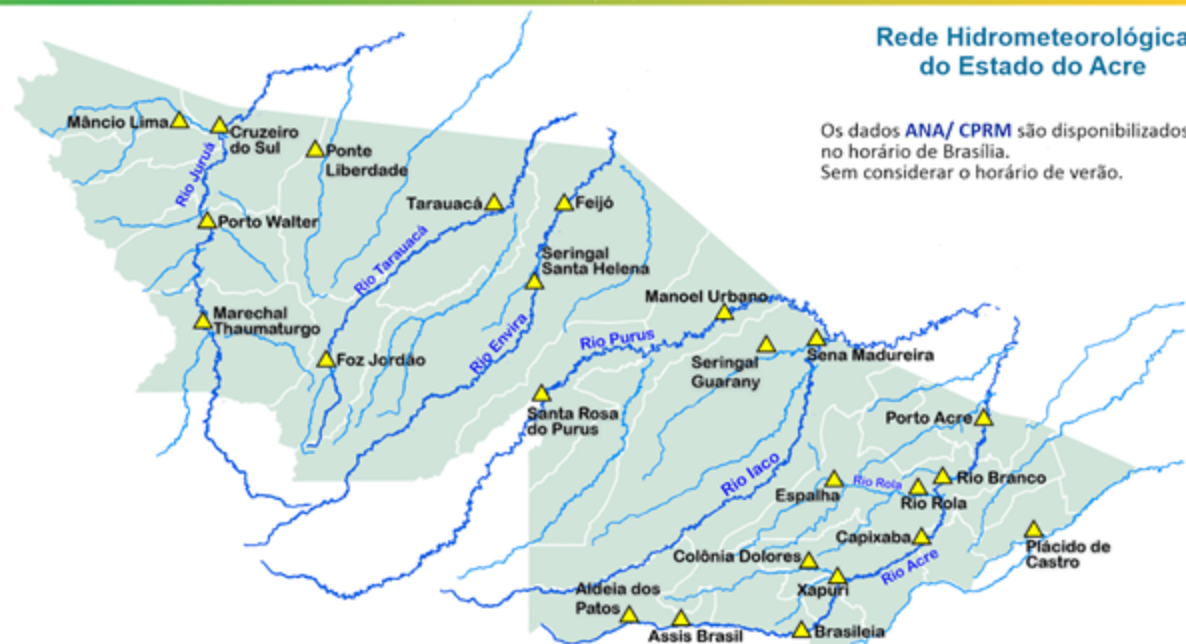 Rede Hidrometeorológica
do Estado do Acre
Os dados ANA/ CPRM são disponibilizados
no horário de Brasília.
Sem considerar o horário de verão.
Mâncio Lima
Cruzeiro
do Sul
Ponte
Liberdade
Rio Juruá
Porto Walter
Tarauacá
Feijó
Rio Tarauacá
Seringal
Santa Helena
Marechal
Thaumaturgo
Foz Jordão
Rio Envira
Manoel Urbano
Rio Purus
Seringal
Guarany
Sena Madureira
Santa Rosa
do Purus
Porto Acre
Rio Iaco
Espalha
Rio Rola
Rio Branco
Rio Rola
Capixaba
Plácido de
Castro
Colônia Dolores
Rio Acre
Xapuri
Aldeia dos
Patos
Assis Brasil
Brasileia